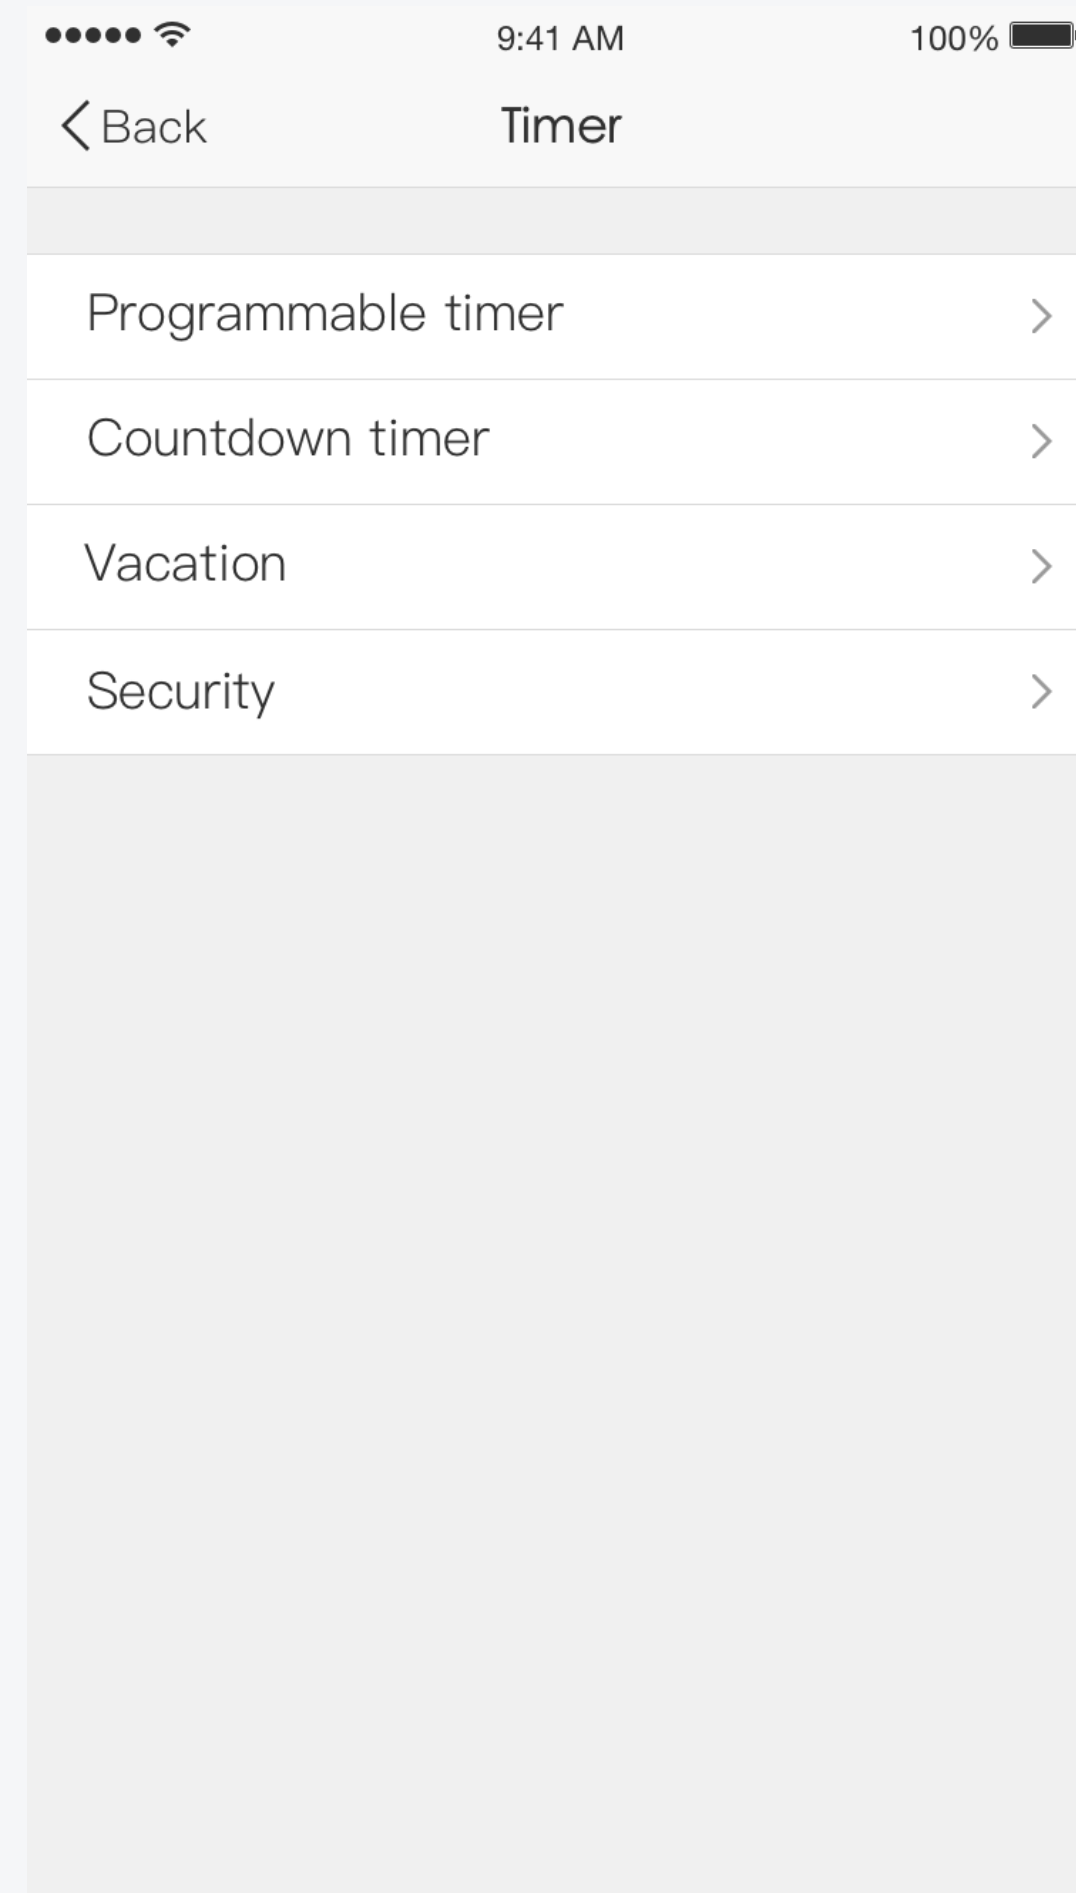 9:41 AM 100%
Back Timer
Programmable timer
Countdown timer
Vacation
Security